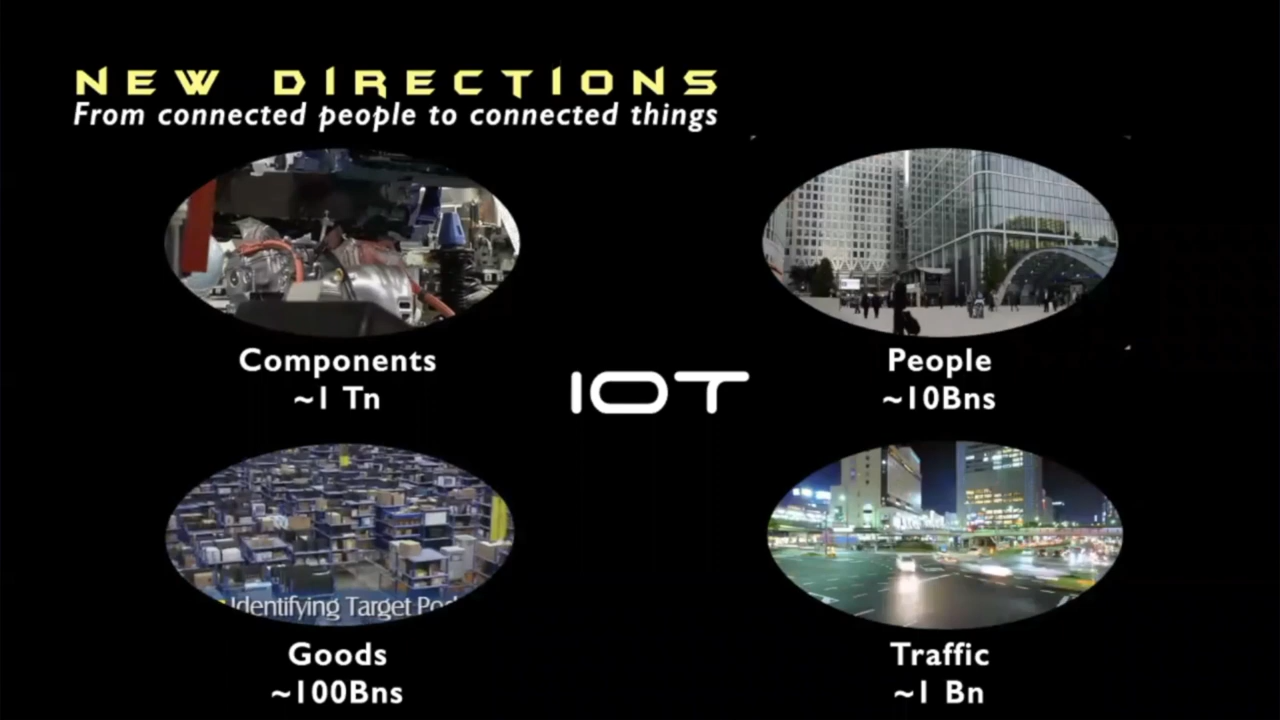 NEW DIRECTIONS
From connected people to connected things
Components
~1 Tn
People
~10Bns
IOT
Identifying Target
Goods
~100Bns
Traffic
~1 Bn